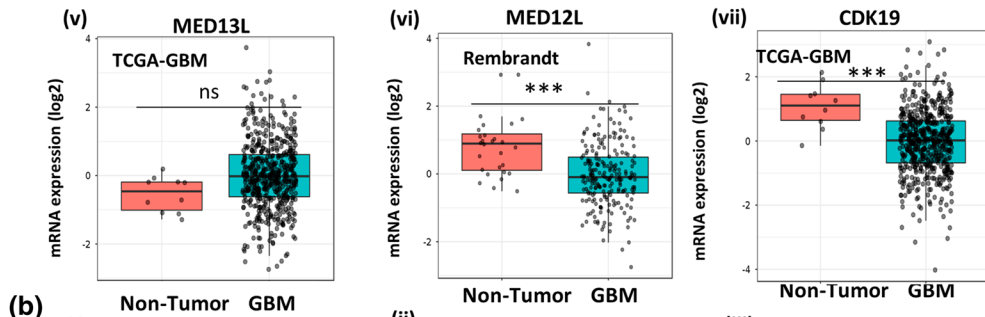 (v)
MED13L
TCGA-GBM
ns
mRNA expression (log2)
4
2
0
-2
Non-Tumor GBM
(vi)
MED12L
Rembrandt
***
mRNA expression (log2)
4
2
0
-2
Non-Tumor GBM
(vii)
CDK19
TCGA-GBM
***
mRNA expression (log2)
2
0
-2
-4
Non-Tumor GBM
(b)